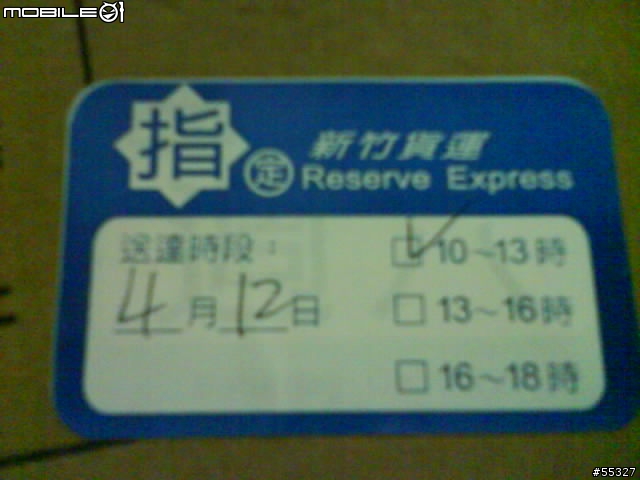 MOBILE01
指定
新竹貨運
Reserve Express
送達時段：
10～13時
4月12日
13～16時
16～18時
#55327